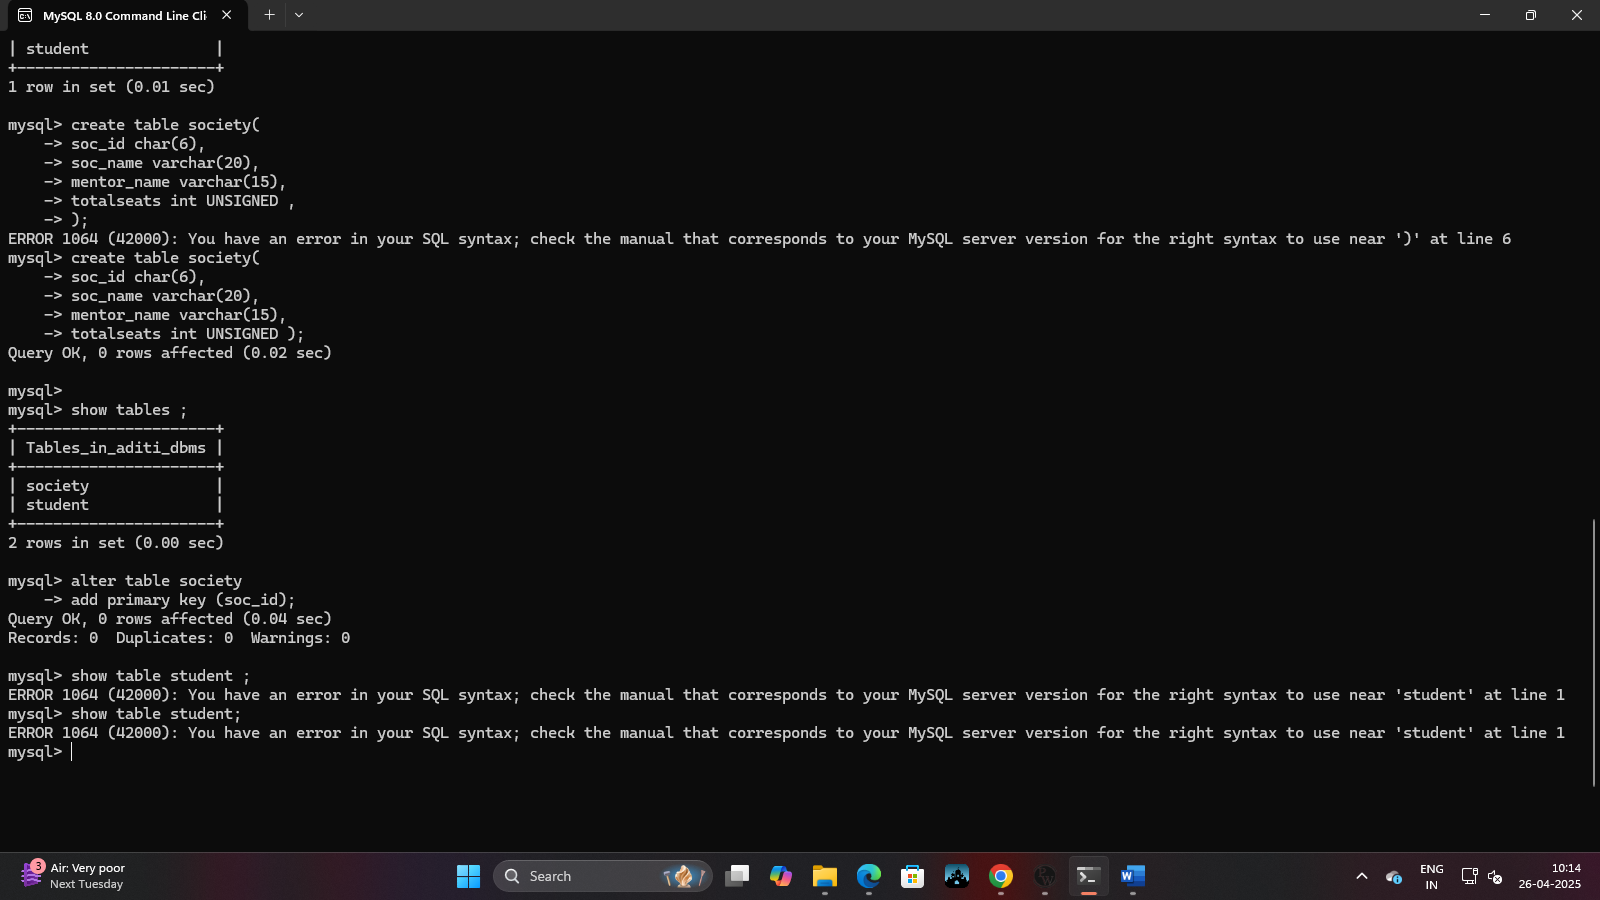 MySQL 8.0 Command Line Cli
| student              |
+----------------------+
1 row in set (0.01 sec)
mysql> create table society(
    -> soc_id char(6),
    -> soc_name varchar(20),
    -> mentor_name varchar(15),
    -> totalseats int UNSIGNED ,
    -> );
ERROR 1064 (42000): You have an error in your SQL syntax; check the manual that corresponds to your MySQL server version for the right syntax to use near ')' at line 6
mysql> create table society(
    -> soc_id char(6),
    -> soc_name varchar(20),
    -> mentor_name varchar(15),
    -> totalseats int UNSIGNED );
Query OK, 0 rows affected (0.02 sec)
mysql>
mysql> show tables ;
+----------------------+
| Tables_in_aditi_dbms |
+----------------------+
| society              |
| student              |
+----------------------+
2 rows in set (0.00 sec)
mysql> alter table society
    -> add primary key (soc_id);
Query OK, 0 rows affected (0.04 sec)
Records: 0  Duplicates: 0  Warnings: 0
mysql> show table student ;
ERROR 1064 (42000): You have an error in your SQL syntax; check the manual that corresponds to your MySQL server version for the right syntax to use near 'student' at line 1
mysql> show table student;
ERROR 1064 (42000): You have an error in your SQL syntax; check the manual that corresponds to your MySQL server version for the right syntax to use near 'student' at line 1
mysql>
3
Air: Very poor
Next Tuesday
Search
ENG
IN
10:14
26-04-2025